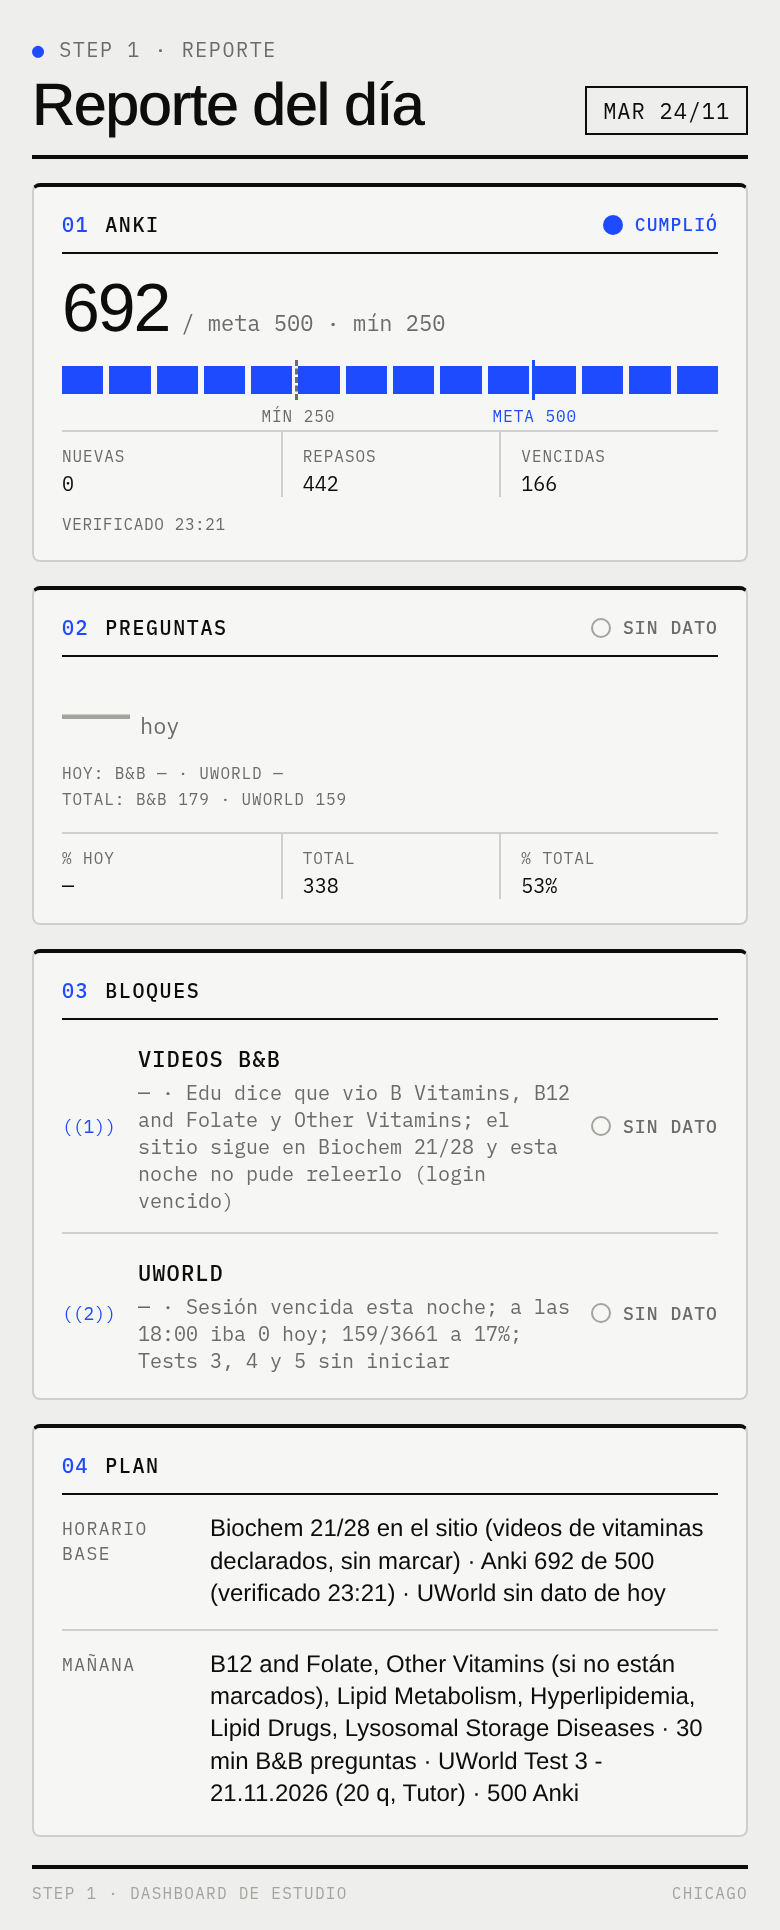 STEP 1 · REPORTE
Reporte del día
MAR 24/11
01 ANKI
CUMPLIÓ
692 / meta 500 · mín 250
MÍN 250
META 500
NUEVAS
0
REPASOS
442
VENCIDAS
166
VERIFICADO 23:21
02 PREGUNTAS
SIN DATO
— hoy
HOY: B&B — · UWORLD —
TOTAL: B&B 179 · UWORLD 159
% HOY
—
TOTAL
338
% TOTAL
53%
03 BLOQUES
((1))
VIDEOS B&B
— · Edu dice que vio B Vitamins, B12
and Folate y Other Vitamins; el
sitio sigue en Biochem 21/28 y esta
noche no pude releerlo (login
vencido)
SIN DATO
((2))
UWORLD
— · Sesión vencida esta noche; a las
18:00 iba 0 hoy; 159/3661 a 17%;
Tests 3, 4 y 5 sin iniciar
SIN DATO
04 PLAN
HORARIO
BASE
Biochem 21/28 en el sitio (videos de vitaminas
declarados, sin marcar) · Anki 692 de 500
(verificado 23:21) · UWorld sin dato de hoy
MAÑANA
B12 and Folate, Other Vitamins (si no están
marcados), Lipid Metabolism, Hyperlipidemia,
Lipid Drugs, Lysosomal Storage Diseases · 30
min B&B preguntas · UWorld Test 3 -
21.11.2026 (20 q, Tutor) · 500 Anki
STEP 1 · DASHBOARD DE ESTUDIO
CHICAGO